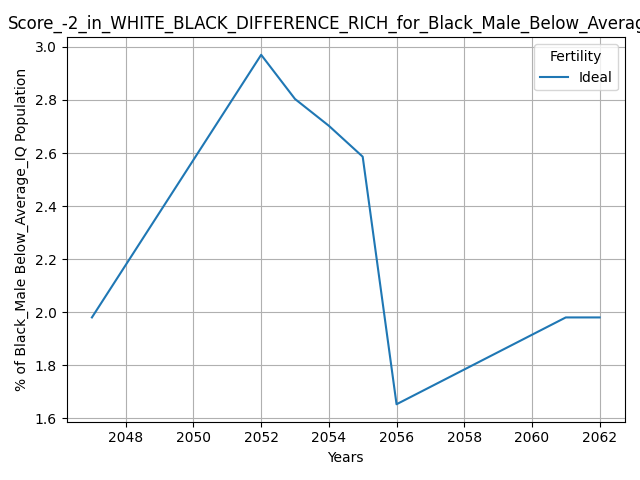 Score_-2_in_WHITE_BLACK_DIFFERENCE_RICH_for_Black_Male_Below_Averag
3.0
2.8
2.6
2.4
2.2
2.0
1.8
1.6
% of Black_Male Below_Average_IQ Population
Fertility
Ideal
2048 2050 2052 2054 2056 2058 2060 2062
Years